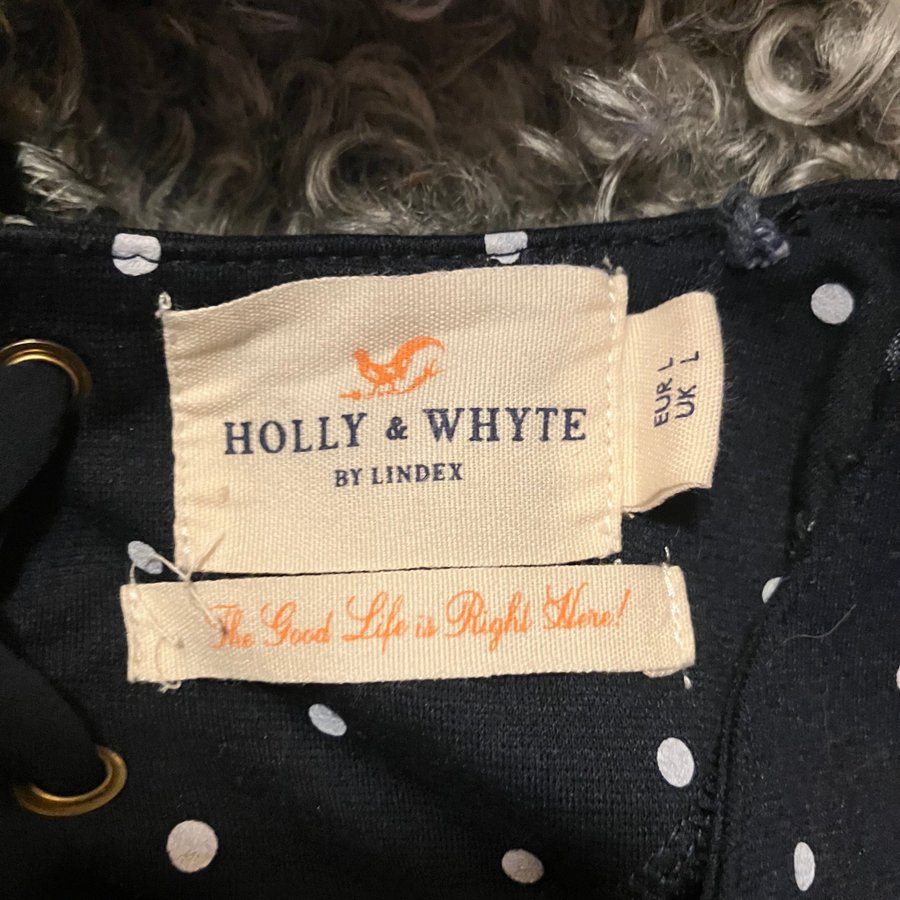 HOLLY & WHYTE
BY LINDEX
EUR L
UK L
The Good Life is Right Here!